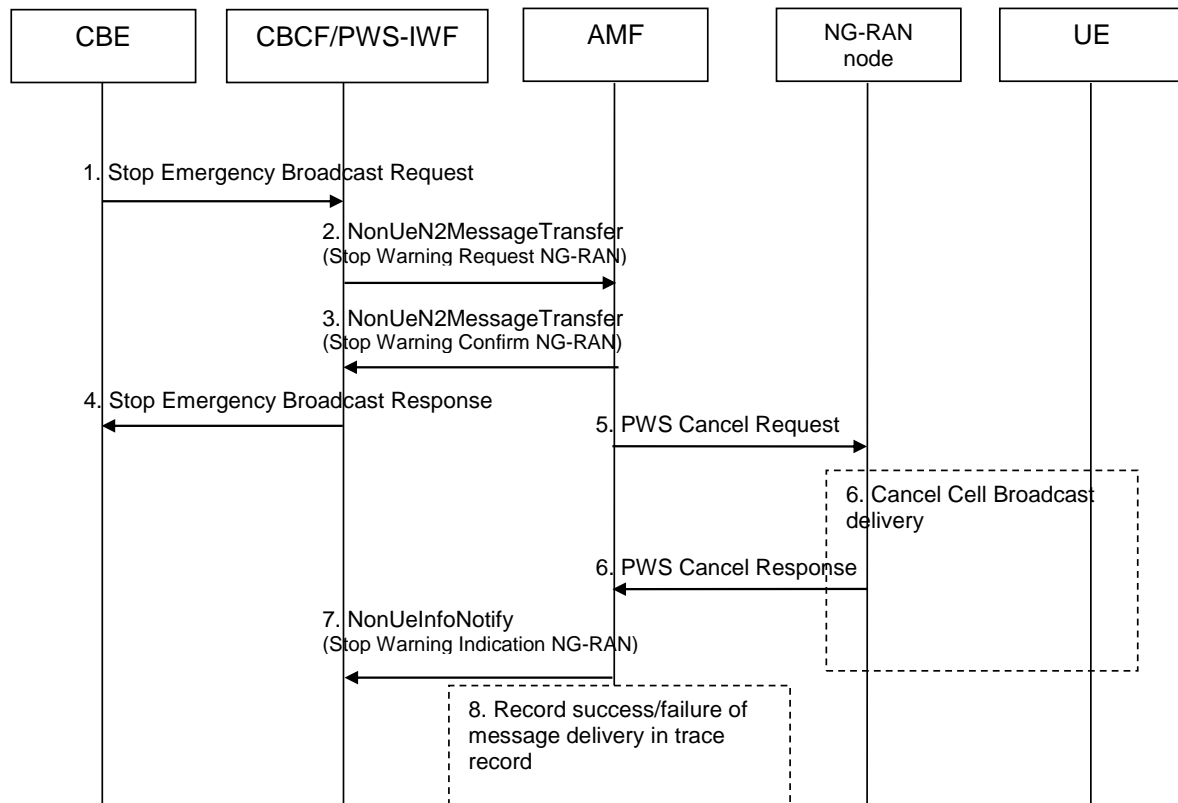 CBE
CBCF/PWS-IWF
AMF
NG-RAN
node
UE
1. Stop Emergency Broadcast Request
2. NonUeN2MessageTransfer
(Stop Warning Request NG-RAN)
3. NonUeN2MessageTransfer
(Stop Warning Confirm NG-RAN)
4. Stop Emergency Broadcast Response
5. PWS Cancel Request
6. Cancel Cell Broadcast
delivery
6. PWS Cancel Response
7. NonUeInfoNotify
(Stop Warning Indication NG-RAN)
8. Record success/failure of
message delivery in trace
record